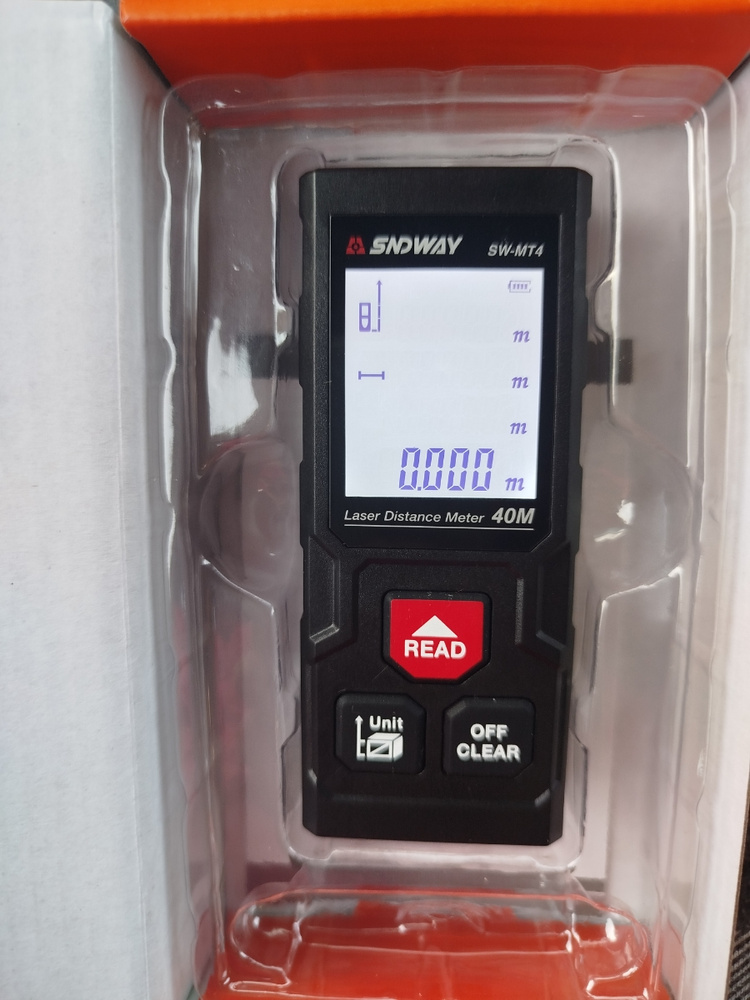 SNDWAY SW-MT4
m
m
m
0.000 m
Laser Distance Meter 40M
READ
Unit
OFF
CLEAR